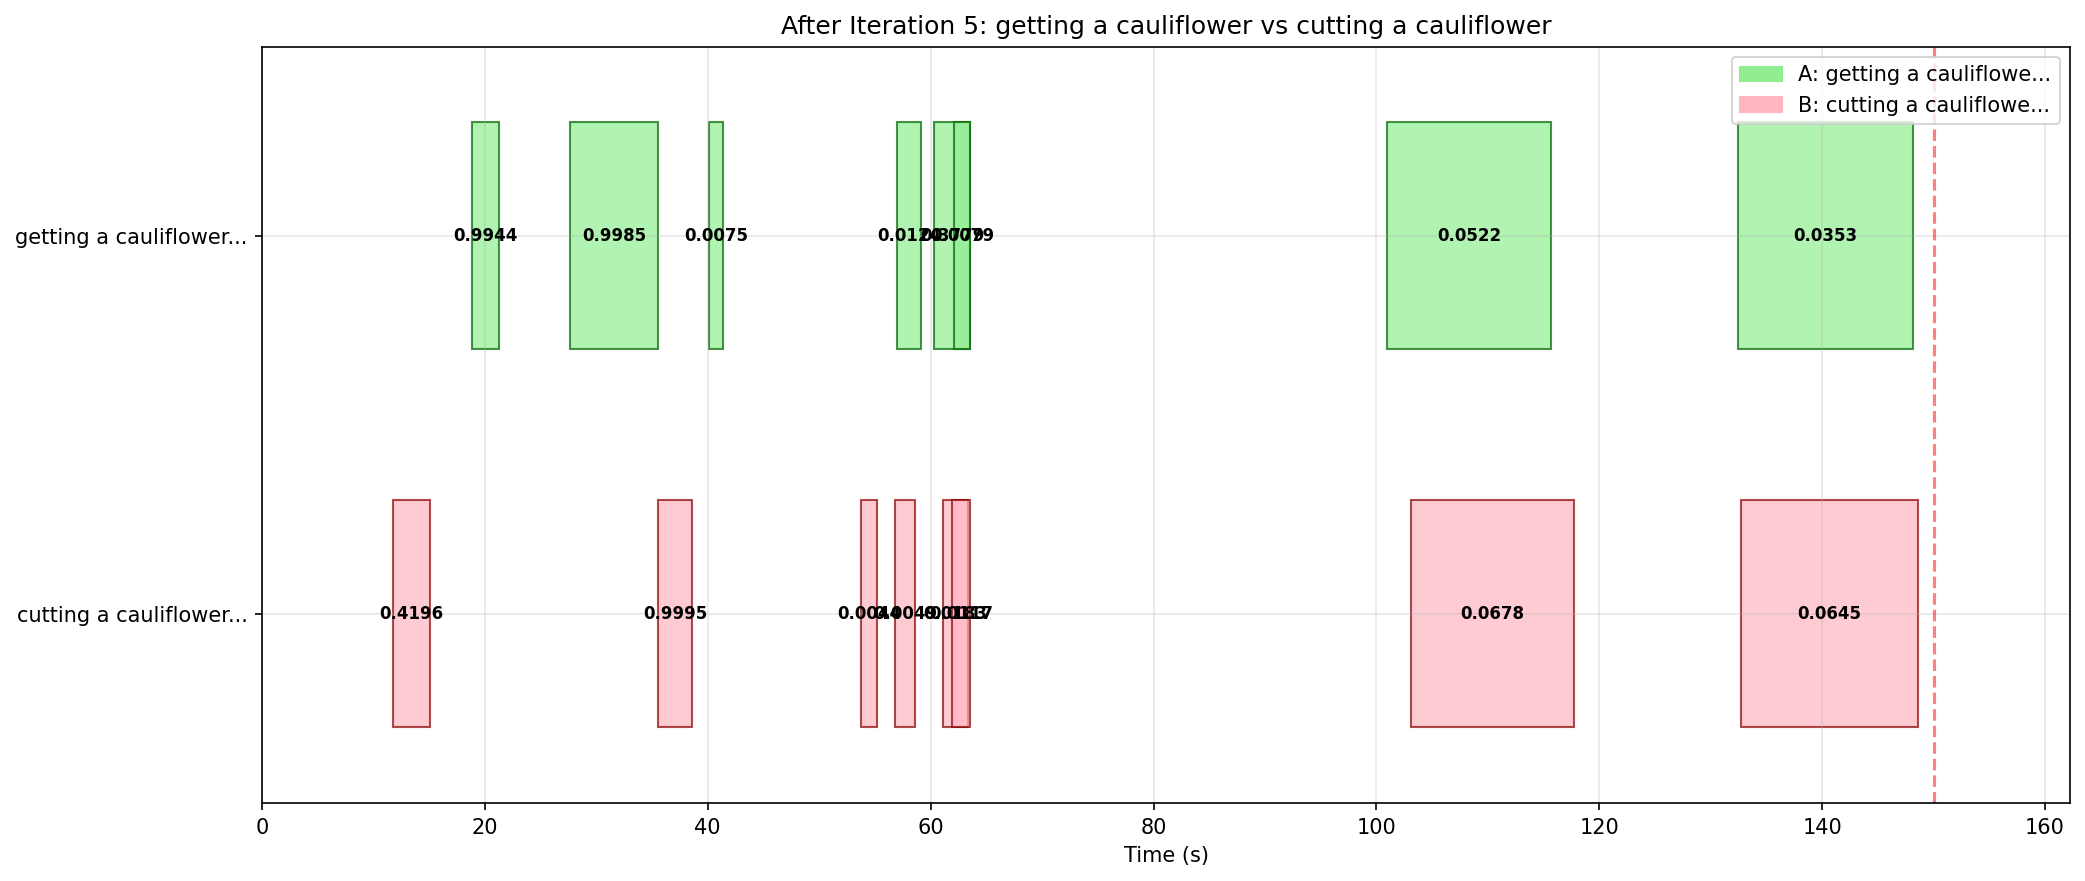 After Iteration 5: getting a cauliflower vs cutting a cauliflower
A: getting a cauliflowe...
B: cutting a cauliflowe...
getting a cauliflower...
0.9944 0.9985 0.0075 0.0522 0.0353
cutting a cauliflower...
0.4196 0.9995 0.0678 0.0645
0 20 40 60 80 100 120 140 160
Time (s)